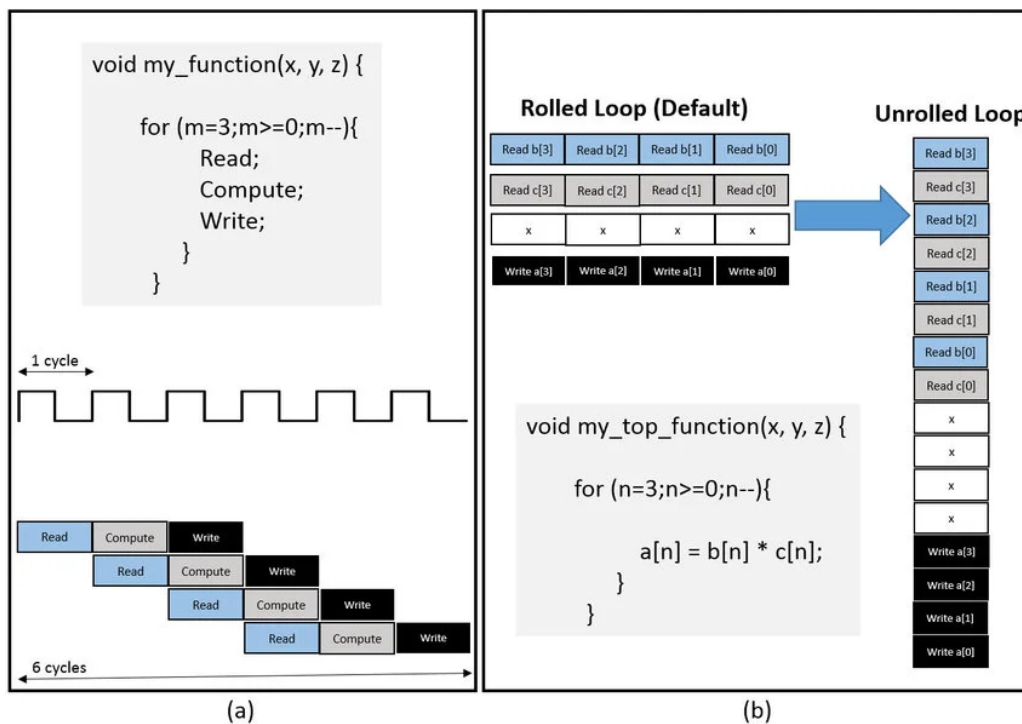 void my_function(x, y, z) {
for (m=3;m>=0;m--){
Read;
Compute;
Write;
}
}
1 cycle
Read Compute Write
Read Compute Write
Read Compute Write
Read Compute Write
6 cycles
(a)
Rolled Loop (Default)
Read b[3] Read b[2] Read b[1] Read b[0]
Read c[3] Read c[2] Read c[1] Read c[0]
x x x x
Write a[3] Write a[2] Write a[1] Write a[0]
Unrolled Loop
Read b[3]
Read c[3]
Read b[2]
Read c[2]
Read b[1]
Read c[1]
Read b[0]
Read c[0]
x
x
x
x
Write a[3]
Write a[2]
Write a[1]
Write a[0]
void my_top_function(x, y, z) {
for (n=3;n>=0;n--){
a[n] = b[n] * c[n];
}
}
(b)